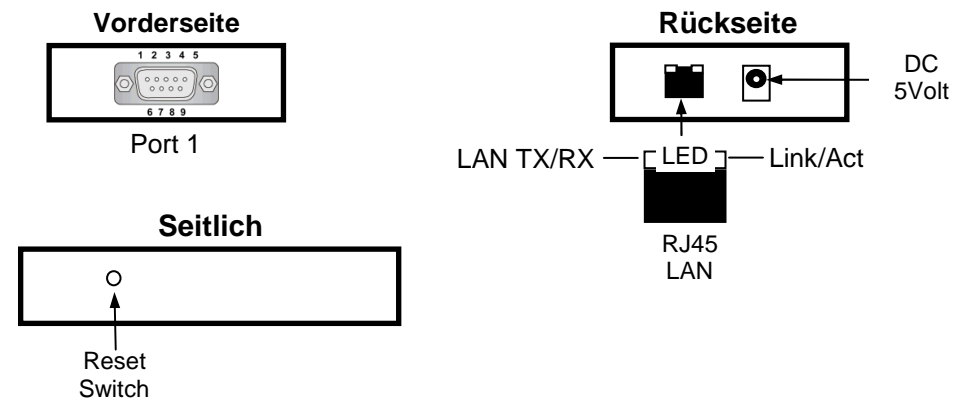 Vorderseite
1 2 3 4 5
6 7 8 9
Port 1
Rückseite
DC
5Volt
LAN TX/RX
LED
Link/Act
RJ45
LAN
Seitlich
Reset
Switch